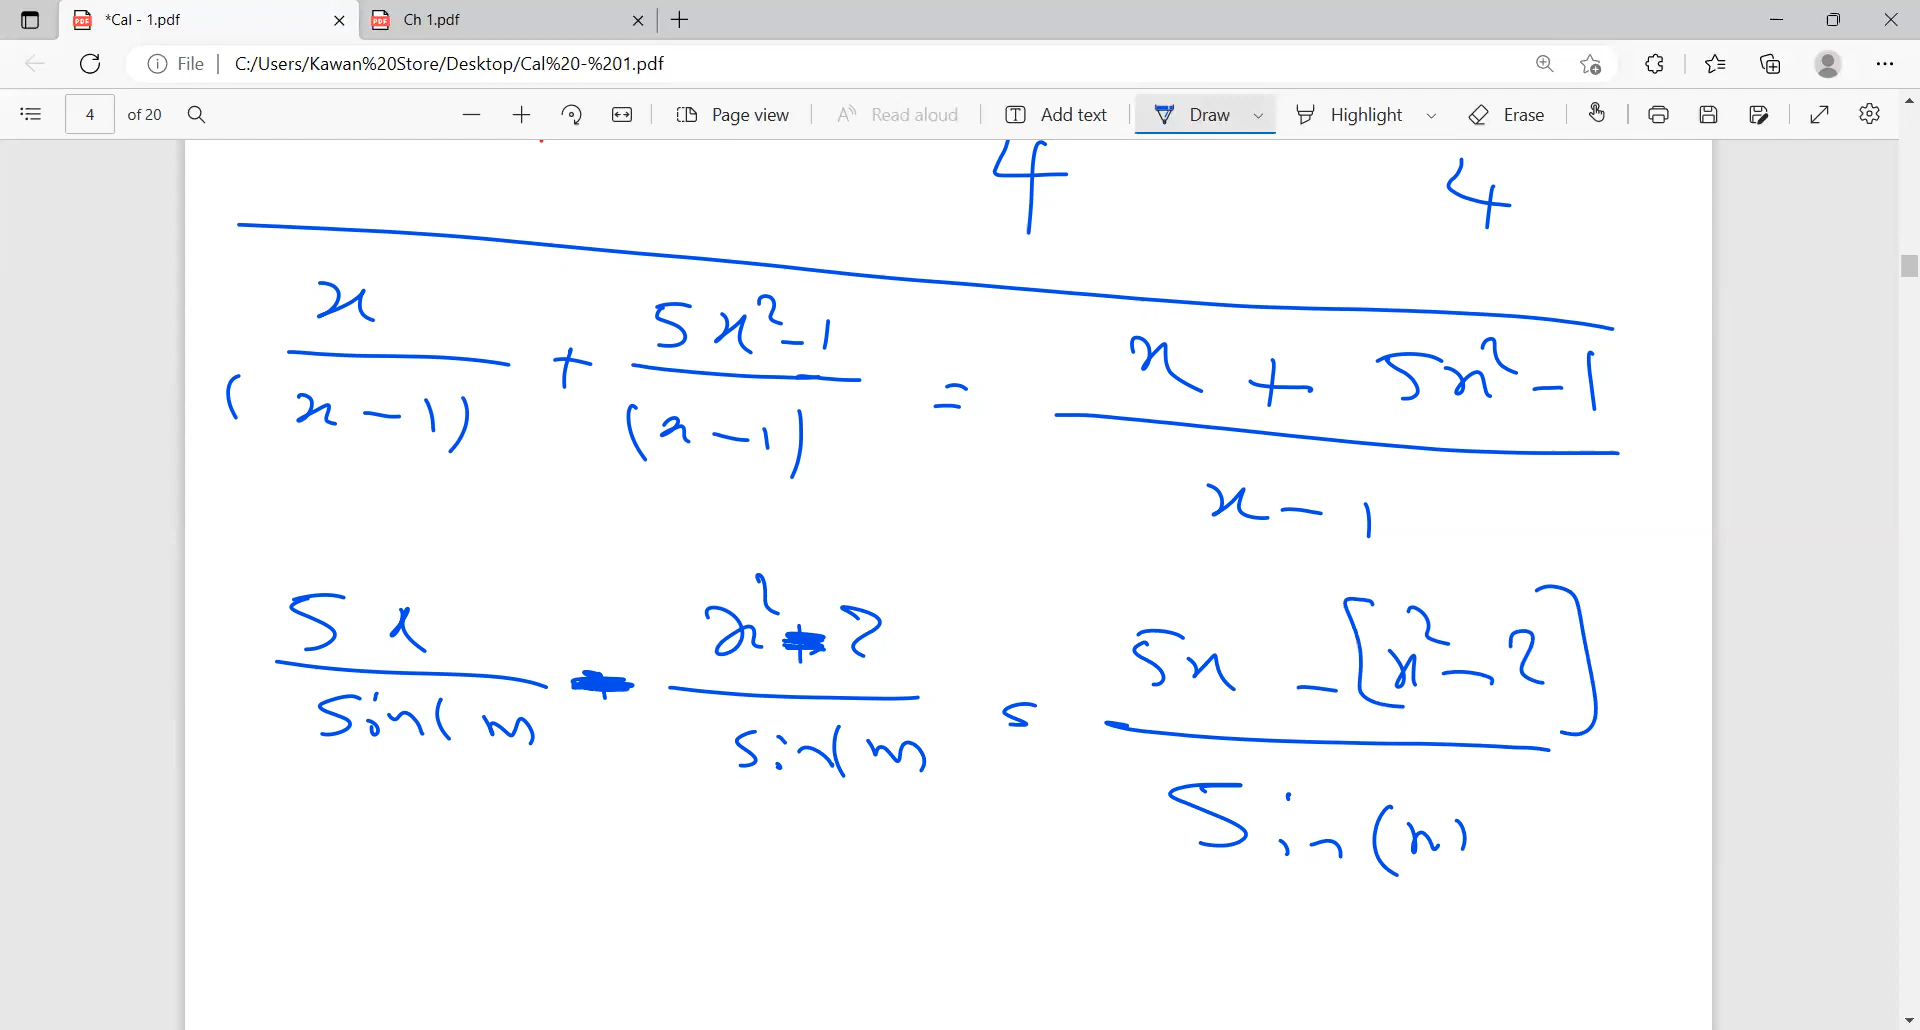 *Cal - 1.pdf
Ch 1.pdf
File | C:/Users/Kawan%20Store/Desktop/Cal%20-%201.pdf
4 of 20
Page view
Read aloud
Add text
Draw
Highlight
Erase
4 4
x/(x-1) + 5x²-1/(x-1) = x + 5x²-1/x-1
5x/sin(x - x²-2/sin(x = 5x - [x²-2]/Sin(x)